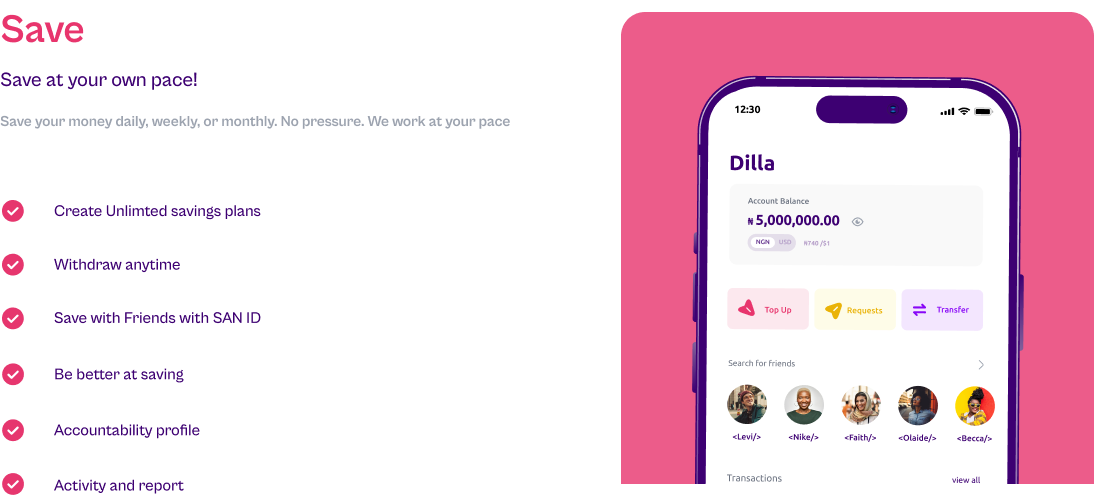 Save
Save at your own pace!
Save your money daily, weekly, or monthly. No pressure. We work at your pace
Create Unlimted savings plans
Withdraw anytime
Save with Friends with SAN ID
Be better at saving
Accountability profile
Activity and report
12:30
Dilla
Account Balance
₦ 5,000,000.00
NGN USD ₦740 /$1
Top Up Requests Transfer
Search for friends
<Levi/> <Nike/> <Faith/> <Olaide/> <Becca/>
Transactions view all